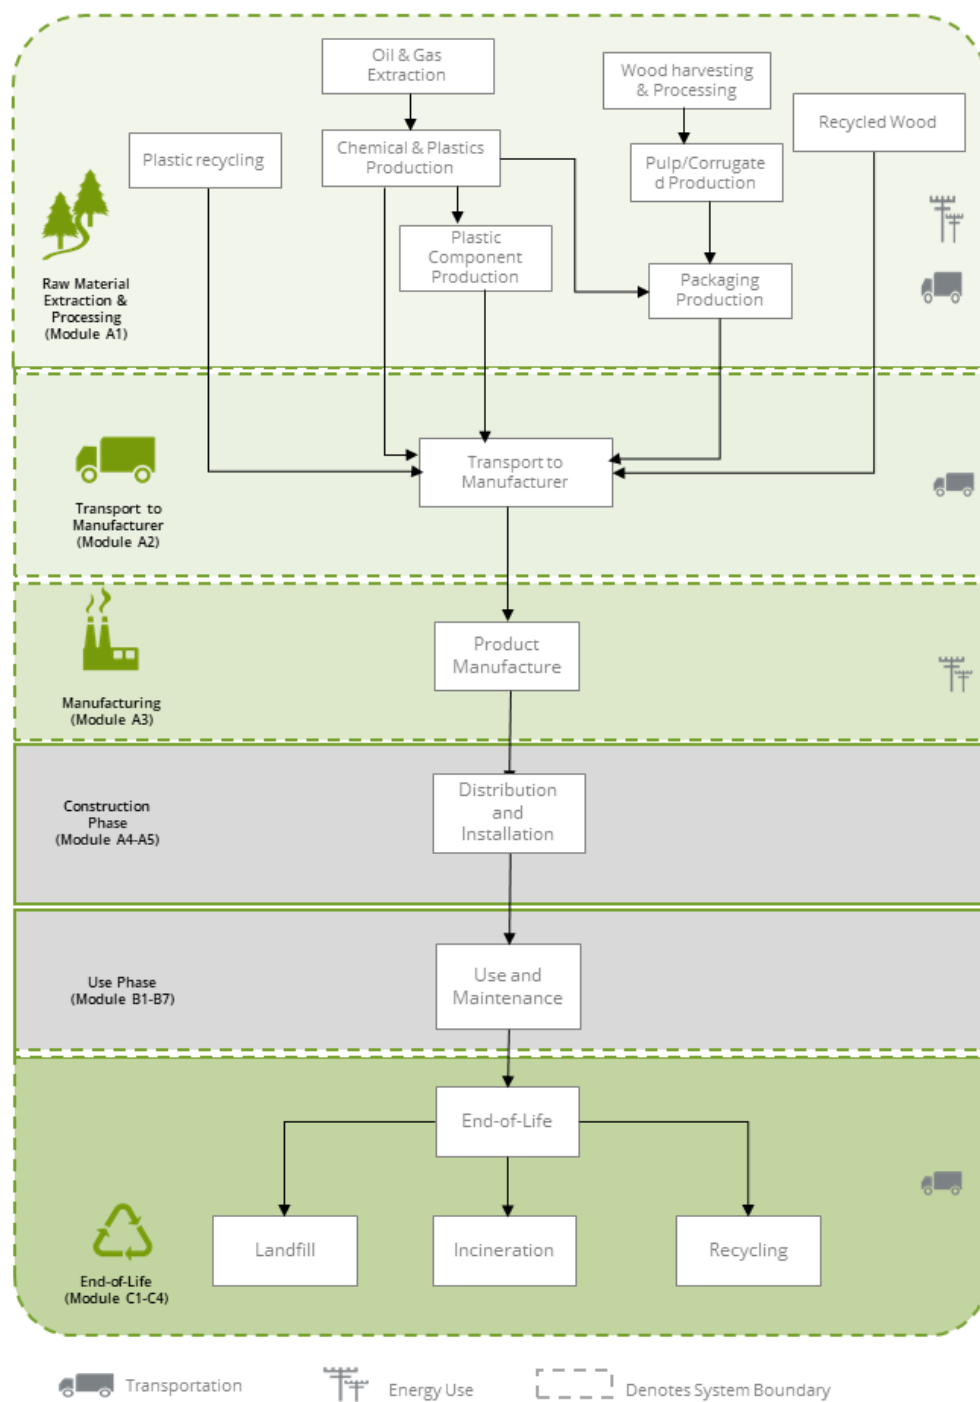 Oil & Gas
Extraction
Wood harvesting
& Processing
Recycled Wood
Plastic recycling
Chemical & Plastics
Production
Pulp/Corrugate
d Production
Plastic
Component
Production
Packaging
Production
Raw Material
Extraction &
Processing
(Module A1)
Transport to
Manufacturer
Transport to
Manufacturer
(Module A2)
Product
Manufacture
Manufacturing
(Module A3)
Distribution
and
Installation
Construction
Phase
(Module A4-A5)
Use and
Maintenance
Use Phase
(Module B1-B7)
End-of-Life
Landfill
Incineration
Recycling
End-of-Life
(Module C1-C4)
Transportation
Energy Use
Denotes System Boundary